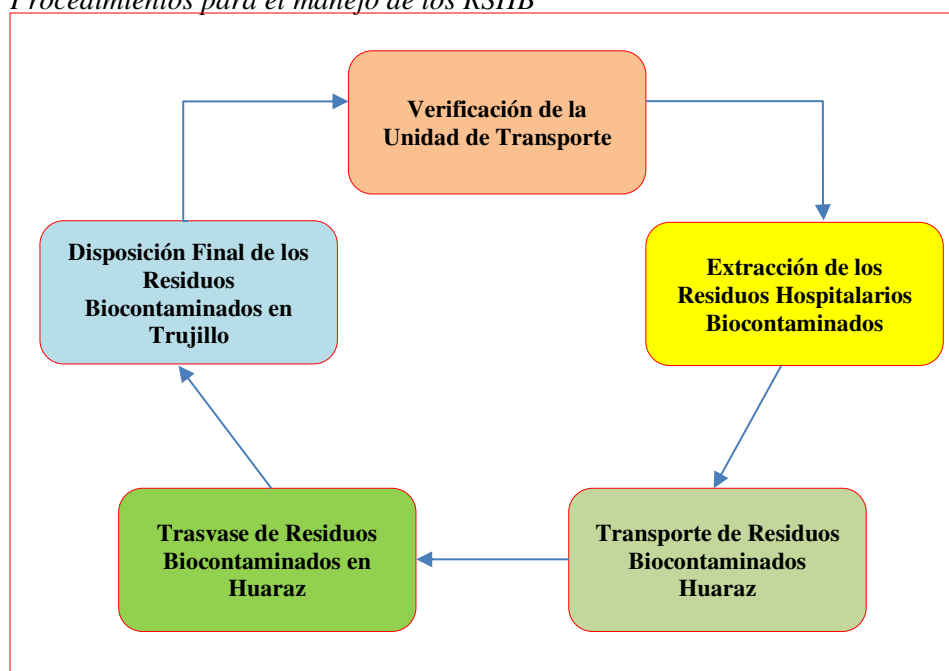 Procedimientos para el manejo de los RSHB
Verificación de la
Unidad de Transporte
Extracción de los
Residuos Hospitalarios
Biocontaminados
Transporte de Residuos
Biocontaminados
Huaraz
Trasvase de Residuos
Biocontaminados en
Huaraz
Disposición Final de los
Residuos
Biocontaminados en
Trujillo